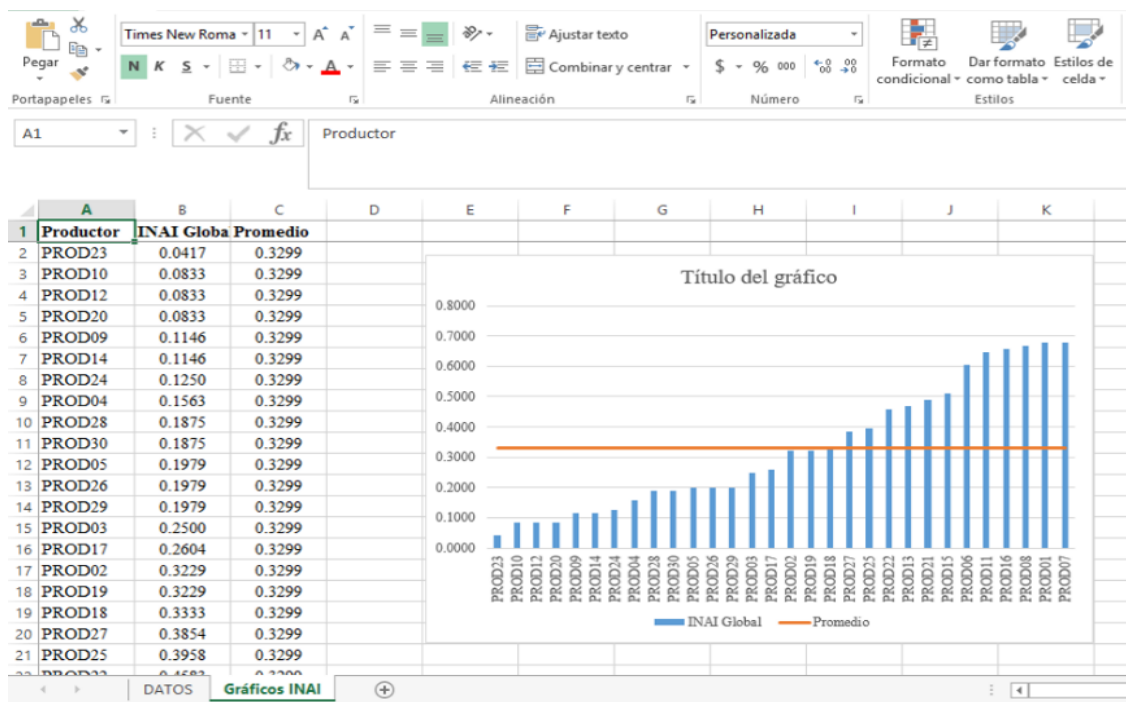 Times New Roma 11 A A Ajustar texto Personalizada
Pegar N K S A Combinar y centrar $ % 000 Formato condicional Dar formato como tabla Estilos de celda
Portapapeles Fuente Alineación Número Estilos
A1 fx Productor
A B C D E F G H I J K
1 Productor INAI Globa Promedio
2 PROD23 0.0417 0.3299
3 PROD10 0.0833 0.3299
4 PROD12 0.0833 0.3299
5 PROD20 0.0833 0.3299
6 PROD09 0.1146 0.3299
7 PROD14 0.1146 0.3299
8 PROD24 0.1250 0.3299
9 PROD04 0.1563 0.3299
10 PROD28 0.1875 0.3299
11 PROD30 0.1875 0.3299
12 PROD05 0.1979 0.3299
13 PROD26 0.1979 0.3299
14 PROD29 0.1979 0.3299
15 PROD03 0.2500 0.3299
16 PROD17 0.2604 0.3299
17 PROD02 0.3229 0.3299
18 PROD19 0.3229 0.3299
19 PROD18 0.3333 0.3299
20 PROD27 0.3854 0.3299
21 PROD25 0.3958 0.3299
Título del gráfico
0.8000
0.7000
0.6000
0.5000
0.4000
0.3000
0.2000
0.1000
0.0000
PROD23 PROD10 PROD12 PROD20 PROD09 PROD14 PROD24 PROD04 PROD28 PROD30 PROD05 PROD26 PROD29 PROD03 PROD17 PROD02 PROD19 PROD18 PROD27 PROD25 PROD22 PROD13 PROD21 PROD15 PROD06 PROD11 PROD16 PROD08 PROD01 PROD07
INAI Global Promedio
DATOS Gráficos INAI